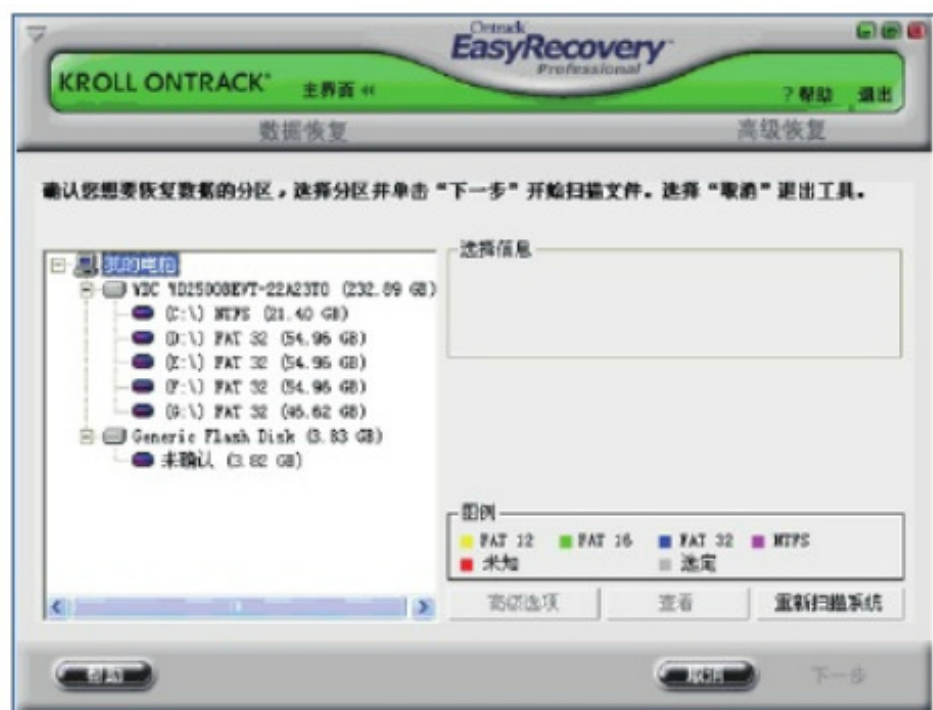 Ontrack
EasyRecovery
Professional
KROLL ONTRACK
主界面
?帮助 退出
数据恢复 高级恢复
确认您想要恢复数据的分区，选择分区并单击“下一步”开始扫描文件。选择“取消”退出工具。
我的电脑
WDC WD2500BEVT-22A23T0 (232.89 GB)
(C:\) NTFS (21.40 GB)
(D:\) FAT 32 (54.96 GB)
(E:\) FAT 32 (54.96 GB)
(F:\) FAT 32 (54.96 GB)
(G:\) FAT 32 (46.62 GB)
Generic Flash Disk (3.83 GB)
未确认 (3.82 GB)
选择信息
图例
FAT 12 FAT 16 FAT 32 NTFS
未知 选定
高级选项 查看 重新扫描系统
帮助 取消 下一步